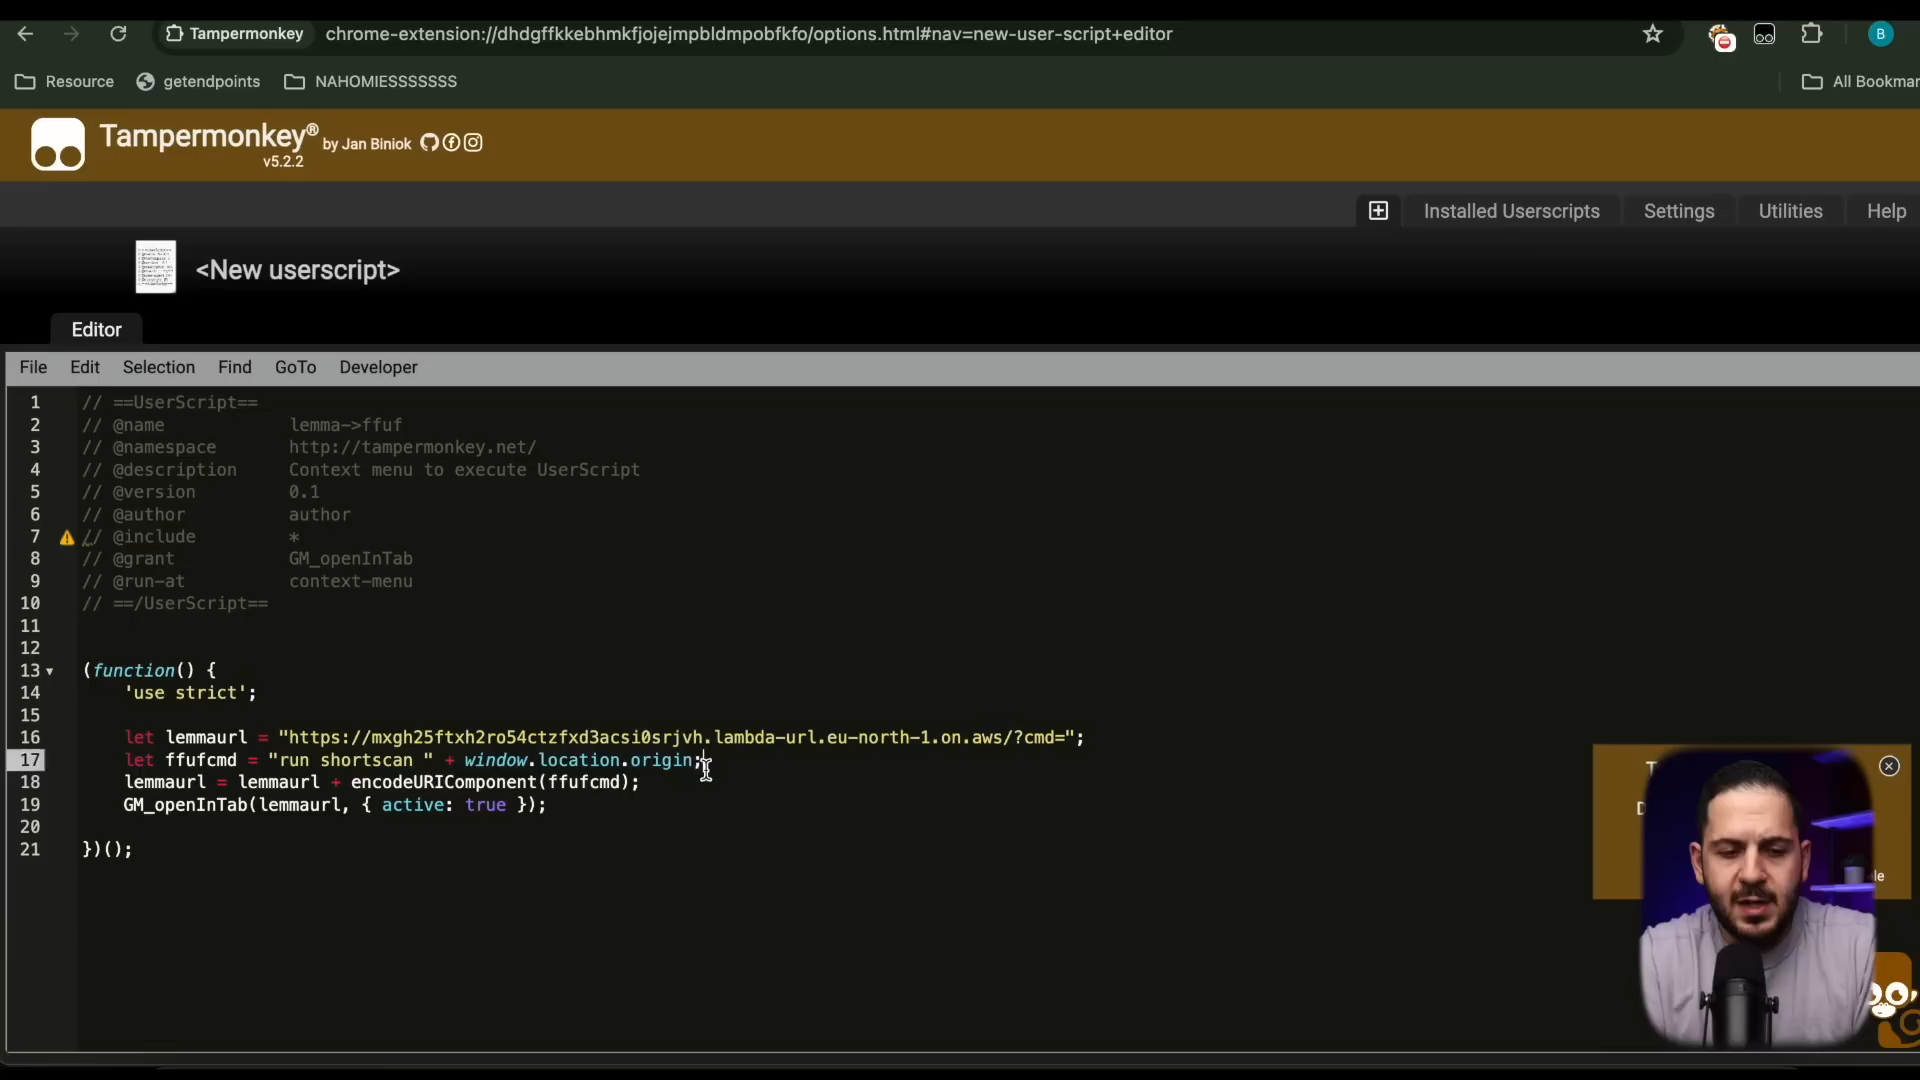 Tampermonkey
chrome-extension://dhdgffkkebhmkfjojejmpbldmpobfkfo/options.html#nav=new-user-script+editor
B
Resource
getendpoints
NAHOMIESSSSSSS
All Bookmar
Tampermonkey® by Jan Biniok
v5.2.2
Installed Userscripts
Settings
Utilities
Help
<New userscript>
Editor
File Edit Selection Find GoTo Developer
1 // ==UserScript==
2 // @name lemma->ffuf
3 // @namespace http://tampermonkey.net/
4 // @description Context menu to execute UserScript
5 // @version 0.1
6 // @author author
7 // @include *
8 // @grant GM_openInTab
9 // @run-at context-menu
10 // ==/UserScript==
11
12
13 (function() {
14 'use strict';
15
16 let lemmaurl = "https://mxgh25ftxh2ro54ctzfxd3acsi0srjvh.lambda-url.eu-north-1.on.aws/?cmd=";
17 let ffufcmd = "run shortscan " + window.location.origin;
18 lemmaurl = lemmaurl + encodeURIComponent(ffufcmd);
19 GM_openInTab(lemmaurl, { active: true });
20
21 })();